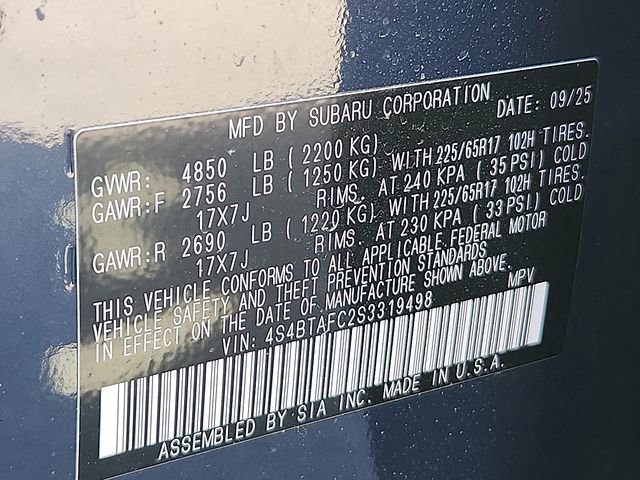 MFD BY SUBARU CORPORATION DATE: 09/25
GVWR: 4850 LB ( 2200 KG)
GAWR:F 2756 LB ( 1250 KG) WITH 225/65R17 102H TIRES.
17X7J RIMS. AT 240 KPA ( 35 PSI) COLD
GAWR:R 2690 LB ( 1220 KG) WITH 225/65R17 102H TIRES.
17X7J RIMS. AT 230 KPA ( 33 PSI) COLD
THIS VEHICLE CONFORMS TO ALL APPLICABLE FEDERAL MOTOR
VEHICLE SAFETY AND THEFT PREVENTION STANDARDS
IN EFFECT ON THE DATE OF MANUFACTURE SHOWN ABOVE.
VIN: 4S4BTAFC2S3319498 MPV
ASSEMBLED BY SIA INC. MADE IN U.S.A.